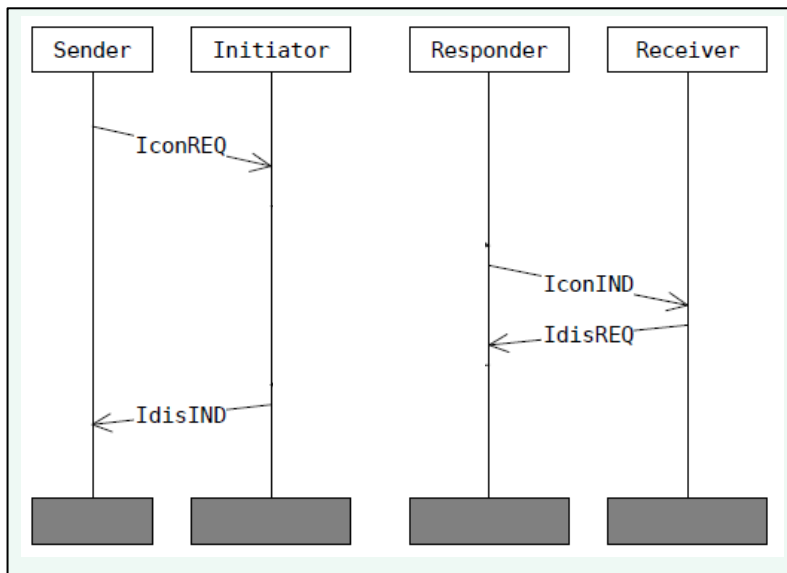 Sender
Initiator
Responder
Receiver
IconREQ
IconIND
IdisREQ
IdisIND